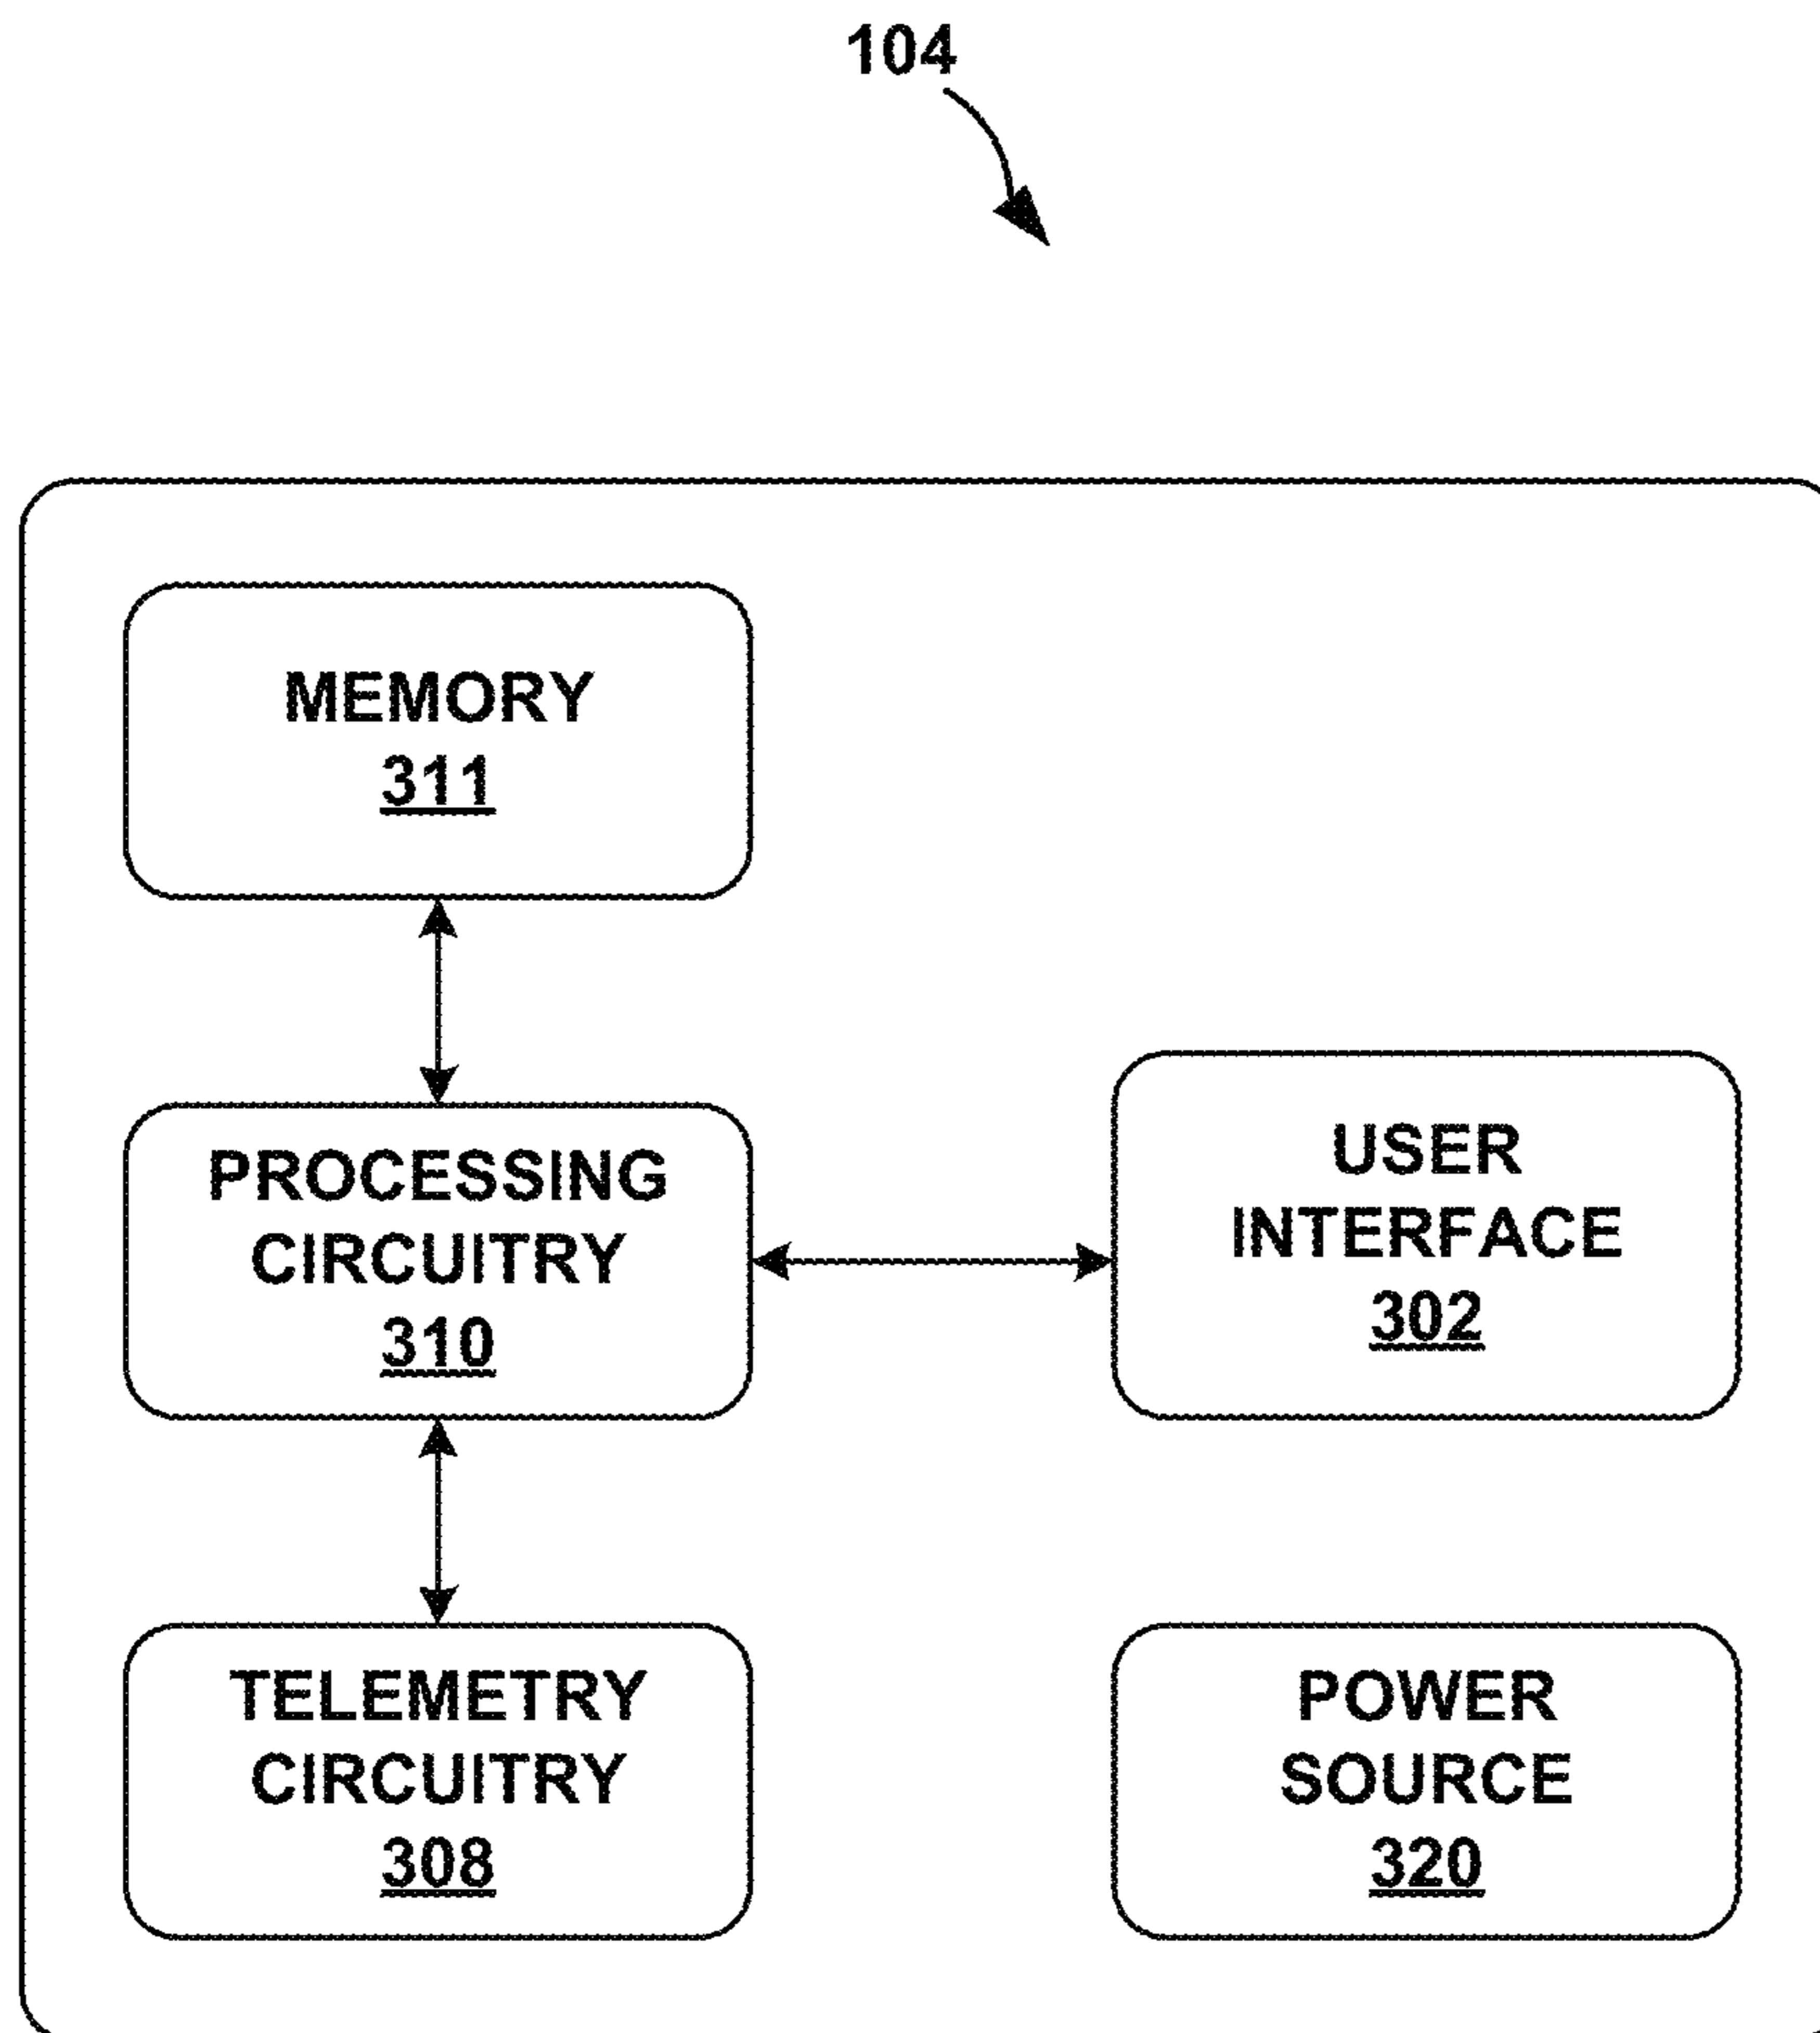 104
MEMORY
311
PROCESSING
CIRCUITRY
310
USER
INTERFACE
302
TELEMETRY
CIRCUITRY
308
POWER
SOURCE
320